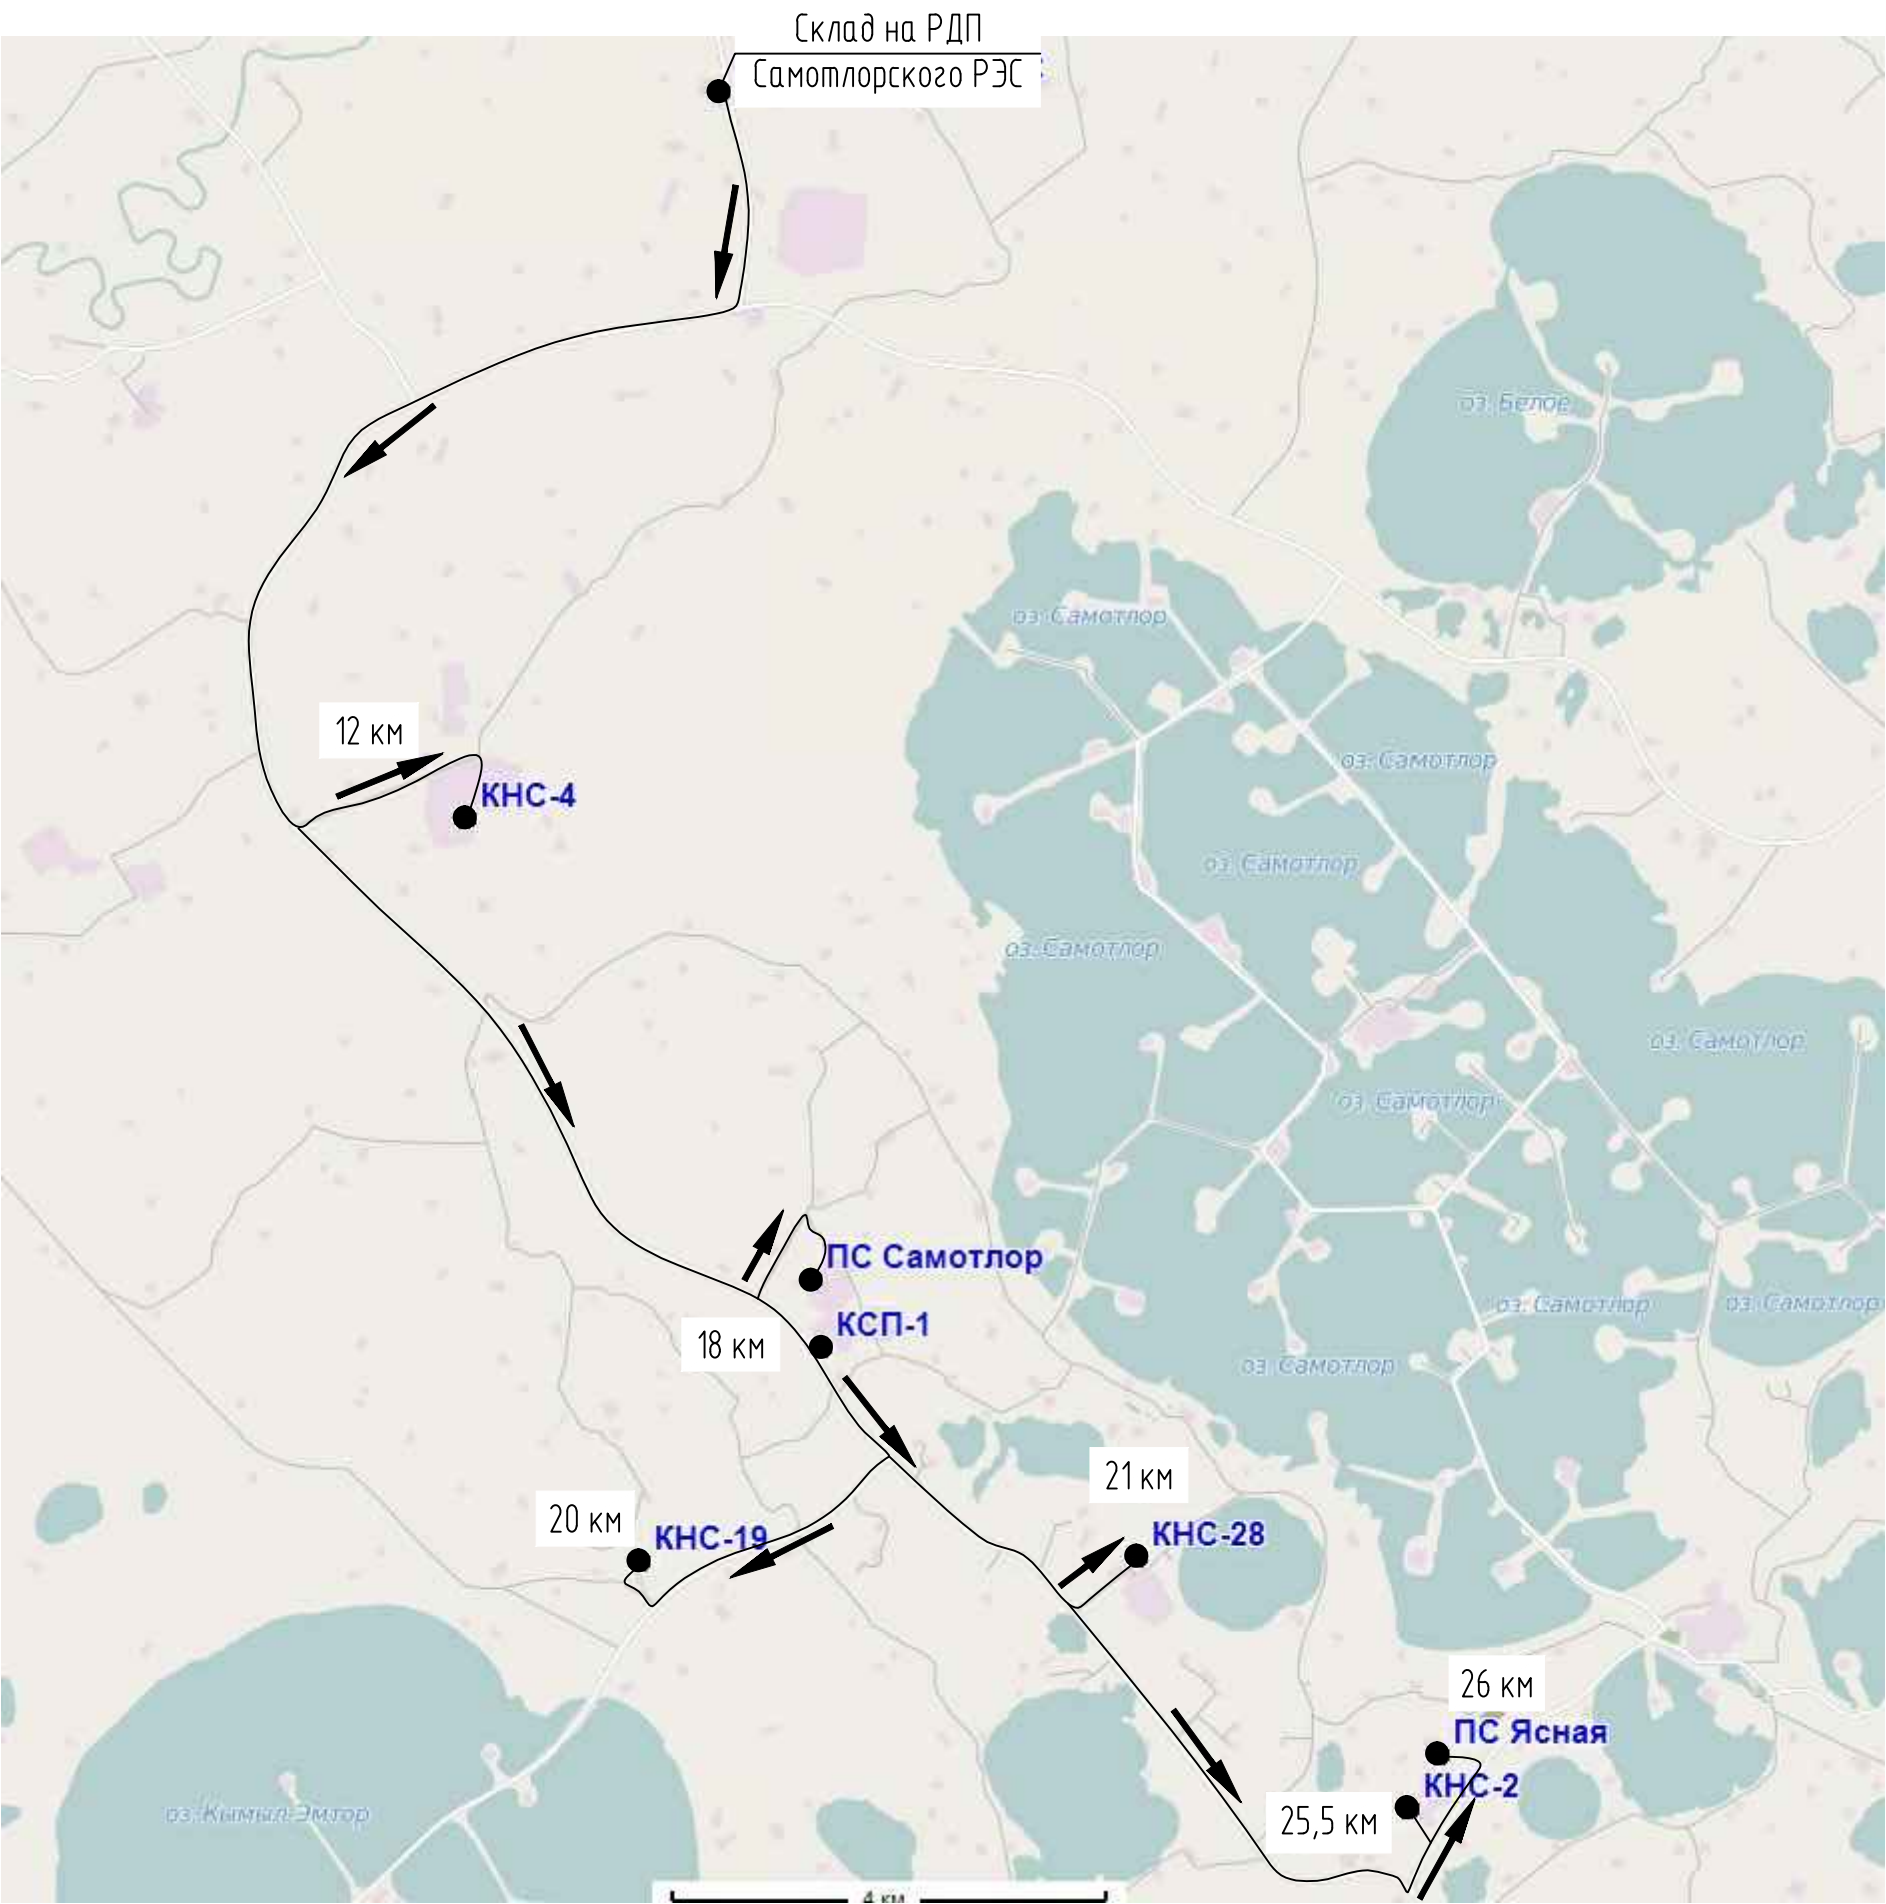 Склад на РДП
Самотлорского РЭС
оз. Белое
оз. Самотлор
12 км
оз. Самотлор
КНС-4
оз. Самотлор
оз. Самотлор
оз. Самотлор
оз. Самотлор
ПС Самотлор
оз. Самотлор
оз. Самотлор
КСП-1
18 км
оз. Самотлор
21 км
20 км
КНС-19
КНС-28
26 км
ПС Ясная
КНС-2
оз. Кымыл-Эмтор
25,5 км
4 км